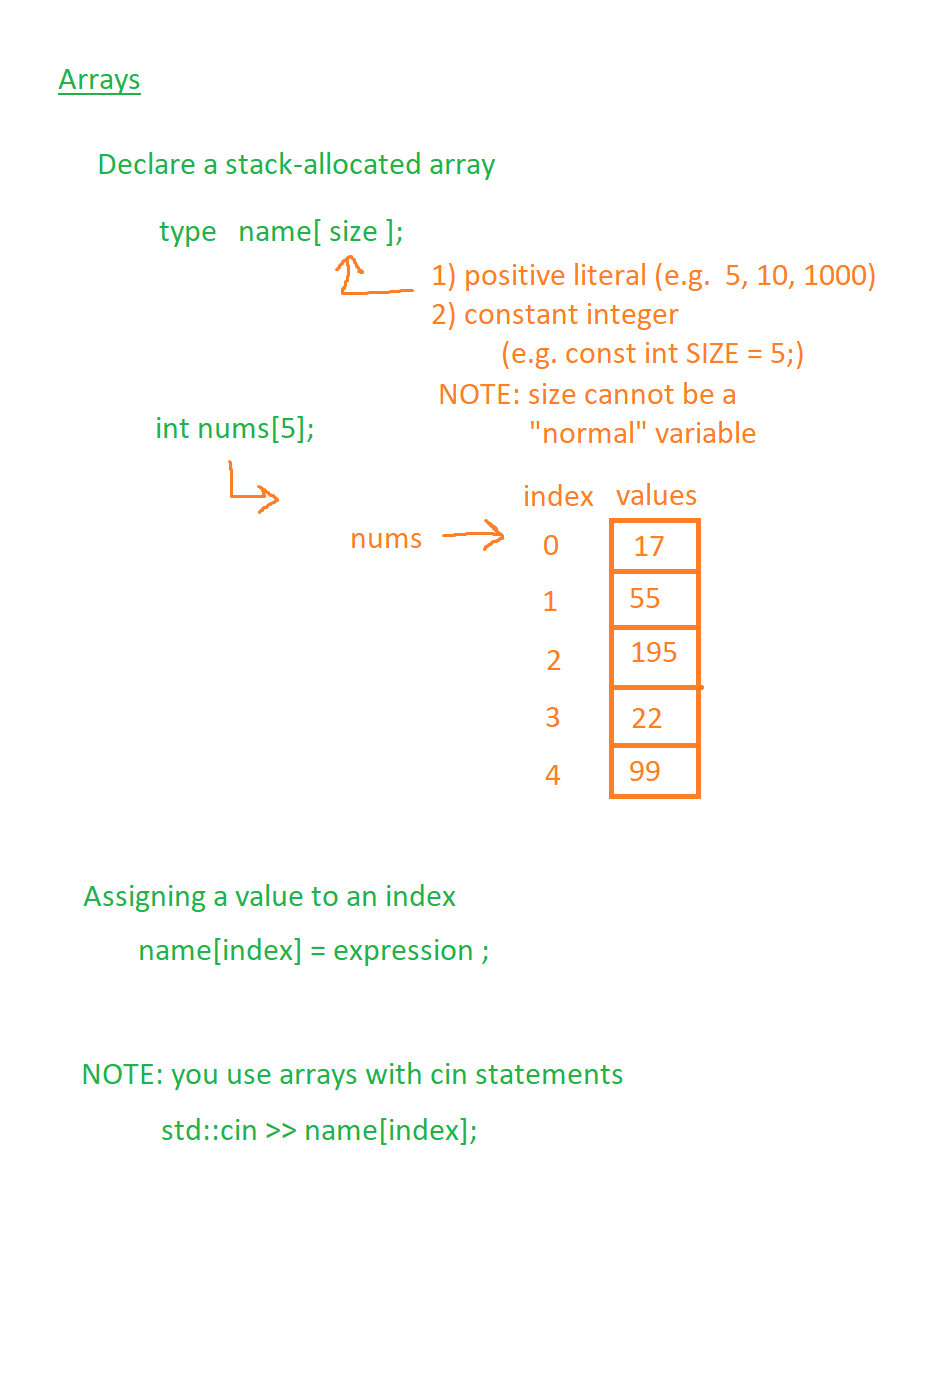 Arrays
Declare a stack-allocated array
type name[ size ];
1) positive literal (e.g. 5, 10, 1000)
2) constant integer
(e.g. const int SIZE = 5;)
NOTE: size cannot be a
"normal" variable
int nums[5];
index values
nums 0 17
1 55
2 195
3 22
4 99
Assigning a value to an index
name[index] = expression ;
NOTE: you use arrays with cin statements
std::cin >> name[index];